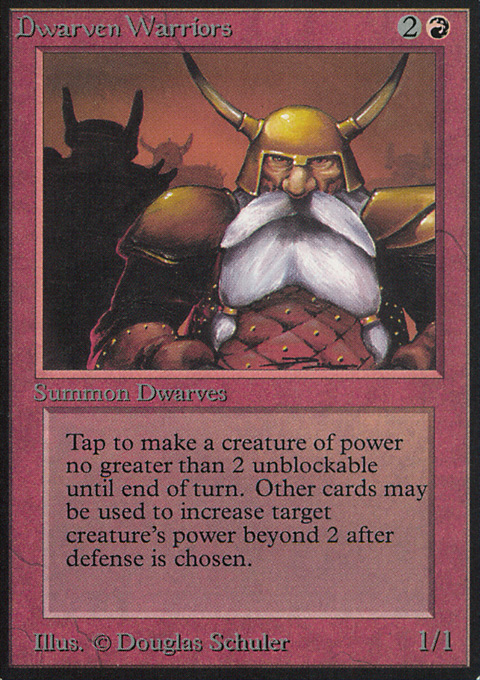 Dwarven Warriors 2
Summon Dwarves
Tap to make a creature of power
no greater than 2 unblockable
until end of turn. Other cards may
be used to increase target
creature's power beyond 2 after
defense is chosen.
Illus. © Douglas Schuler 1/1